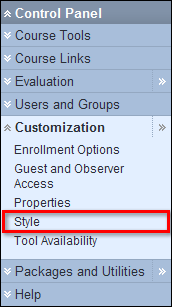 Control Panel
Course Tools
Course Links
Evaluation
Users and Groups
Customization
Enrollment Options
Guest and Observer
Access
Properties
Style
Tool Availability
Packages and Utilities
Help